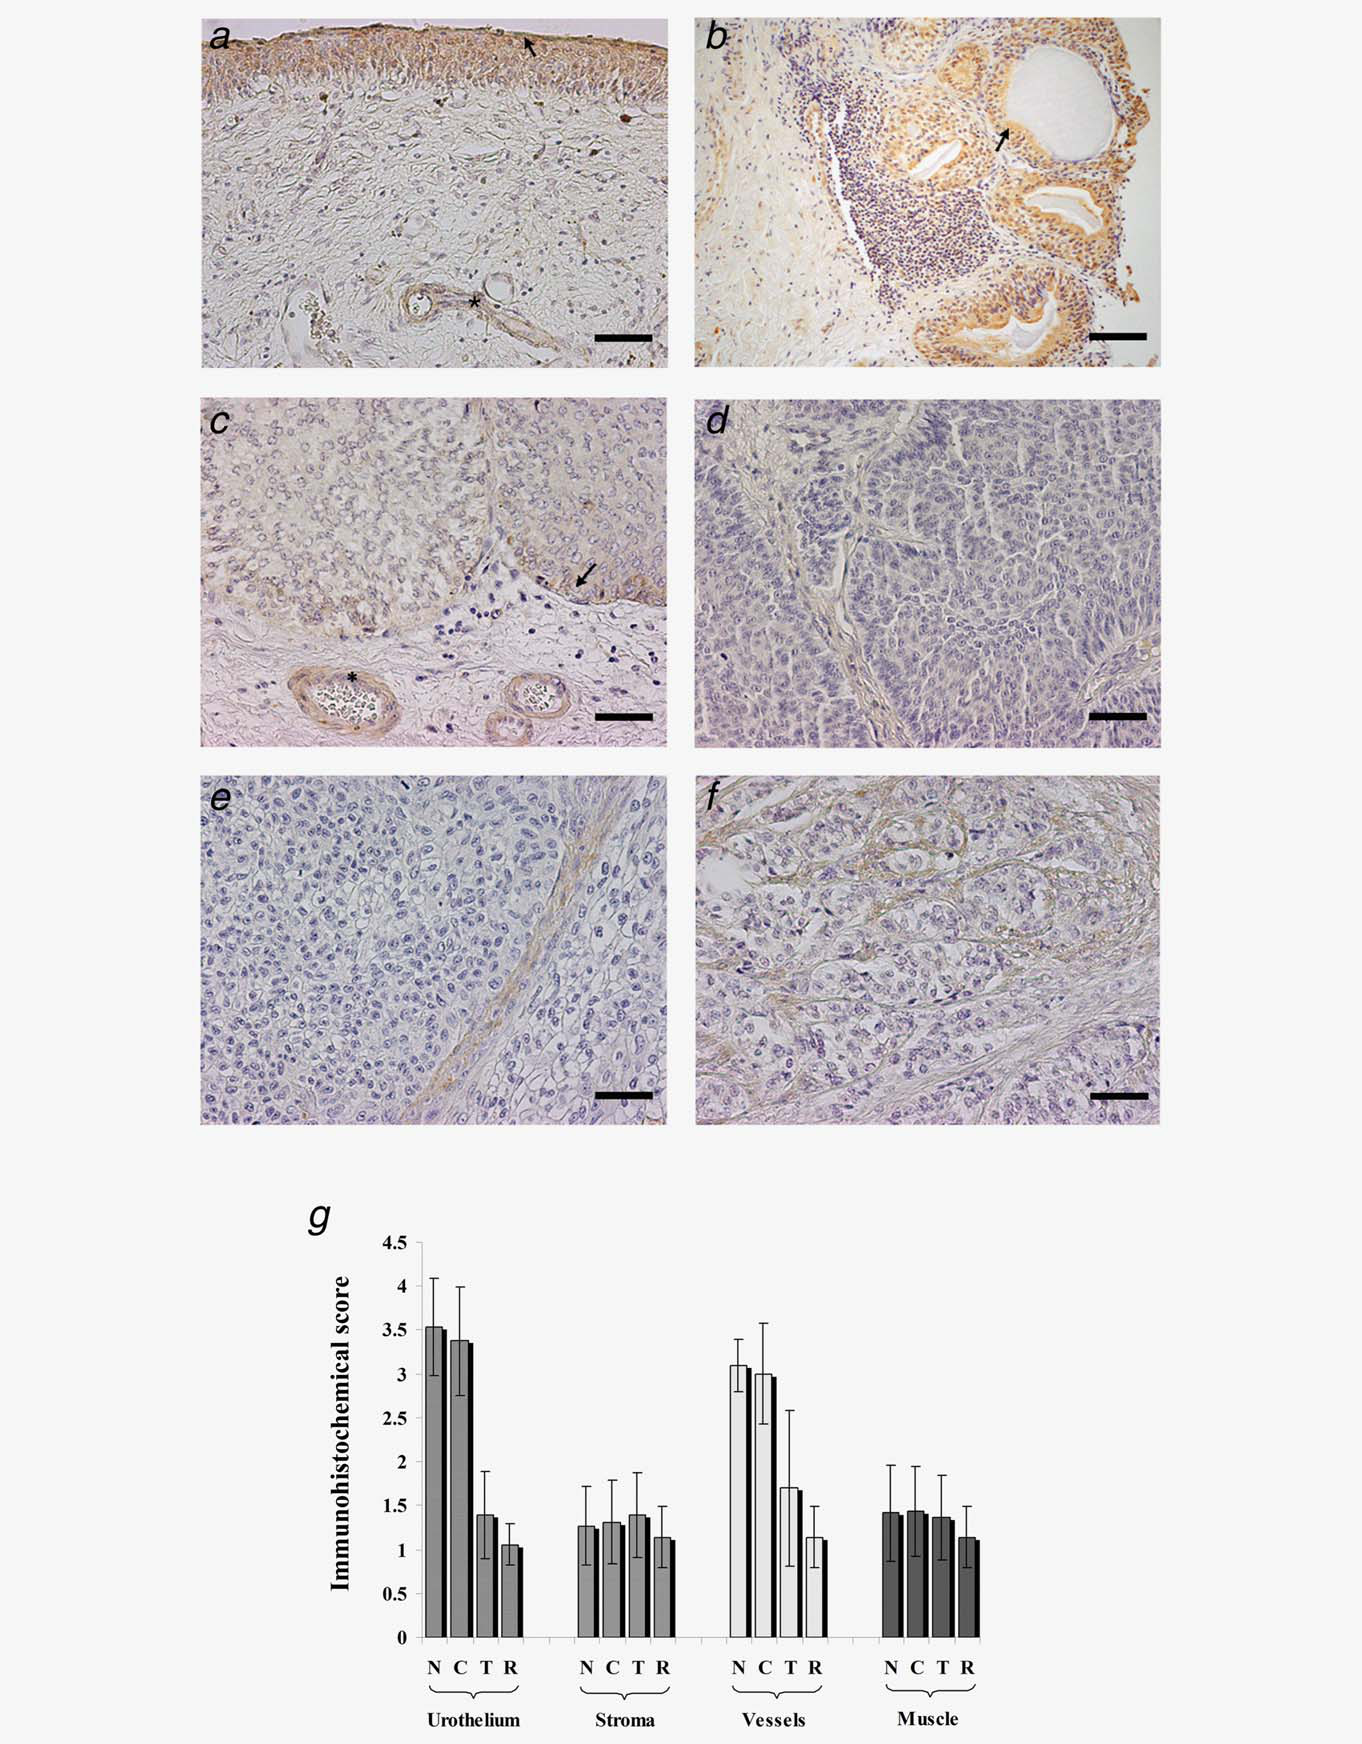 a
b
*
c
d
*
e
f
g
Immunohistochemical score
4.5
4
3.5
3
2.5
2
1.5
1
0.5
0
N C T R N C T R N C T R N C T R
Urothelium Stroma Vessels Muscle